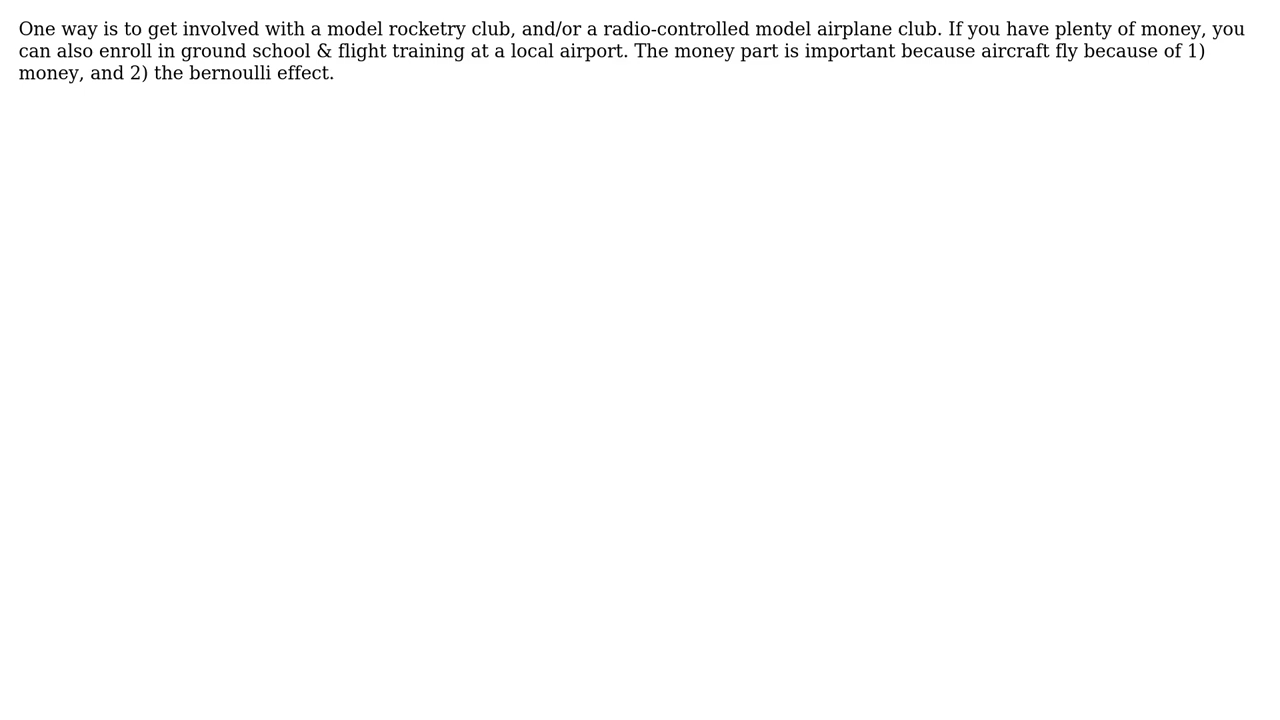 One way is to get involved with a model rocketry club, and/or a radio-controlled model airplane club. If you have plenty of money, you
can also enroll in ground school & flight training at a local airport. The money part is important because aircraft fly because of 1)
money, and 2) the bernoulli effect.